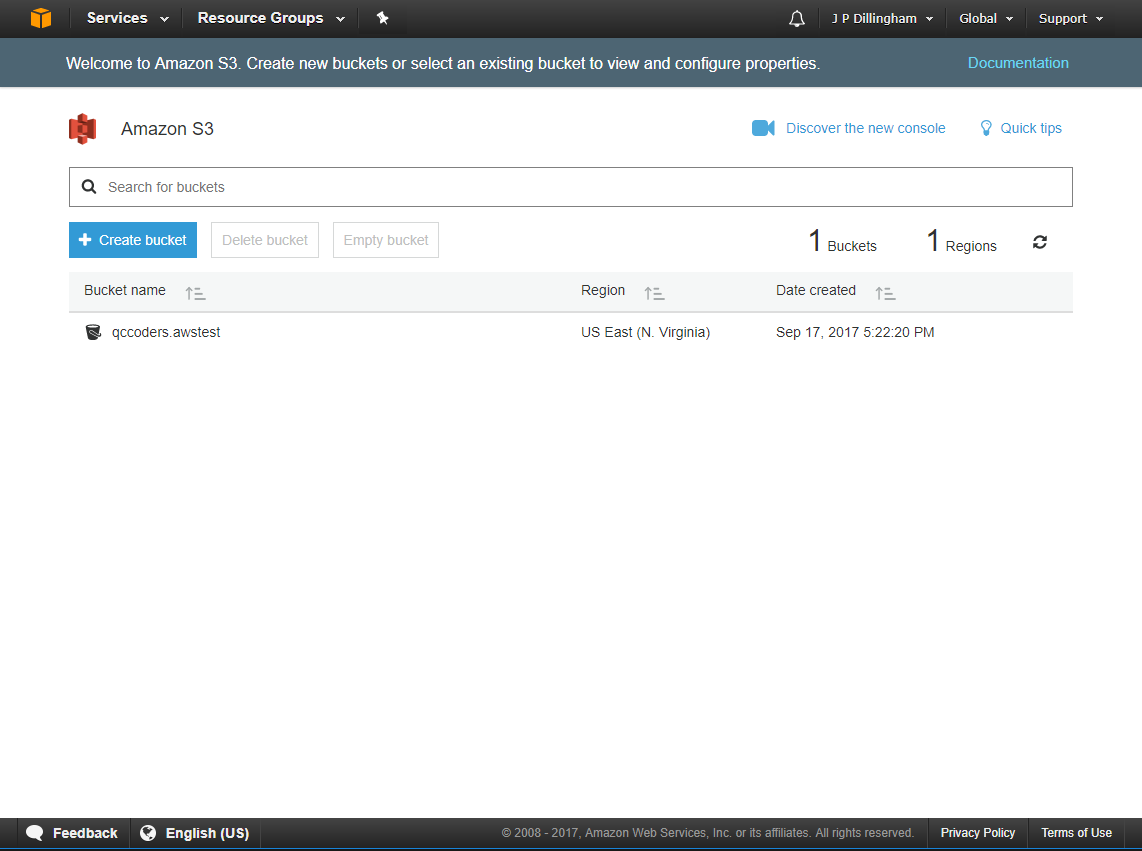 Services Resource Groups J P Dillingham Global Support
Welcome to Amazon S3. Create new buckets or select an existing bucket to view and configure properties. Documentation
Amazon S3 Discover the new console Quick tips
Search for buckets
Create bucket Delete bucket Empty bucket 1 Buckets 1 Regions
Bucket name Region Date created
qccoders.awstest US East (N. Virginia) Sep 17, 2017 5:22:20 PM
Feedback English (US) © 2008 - 2017, Amazon Web Services, Inc. or its affiliates. All rights reserved. Privacy Policy Terms of Use